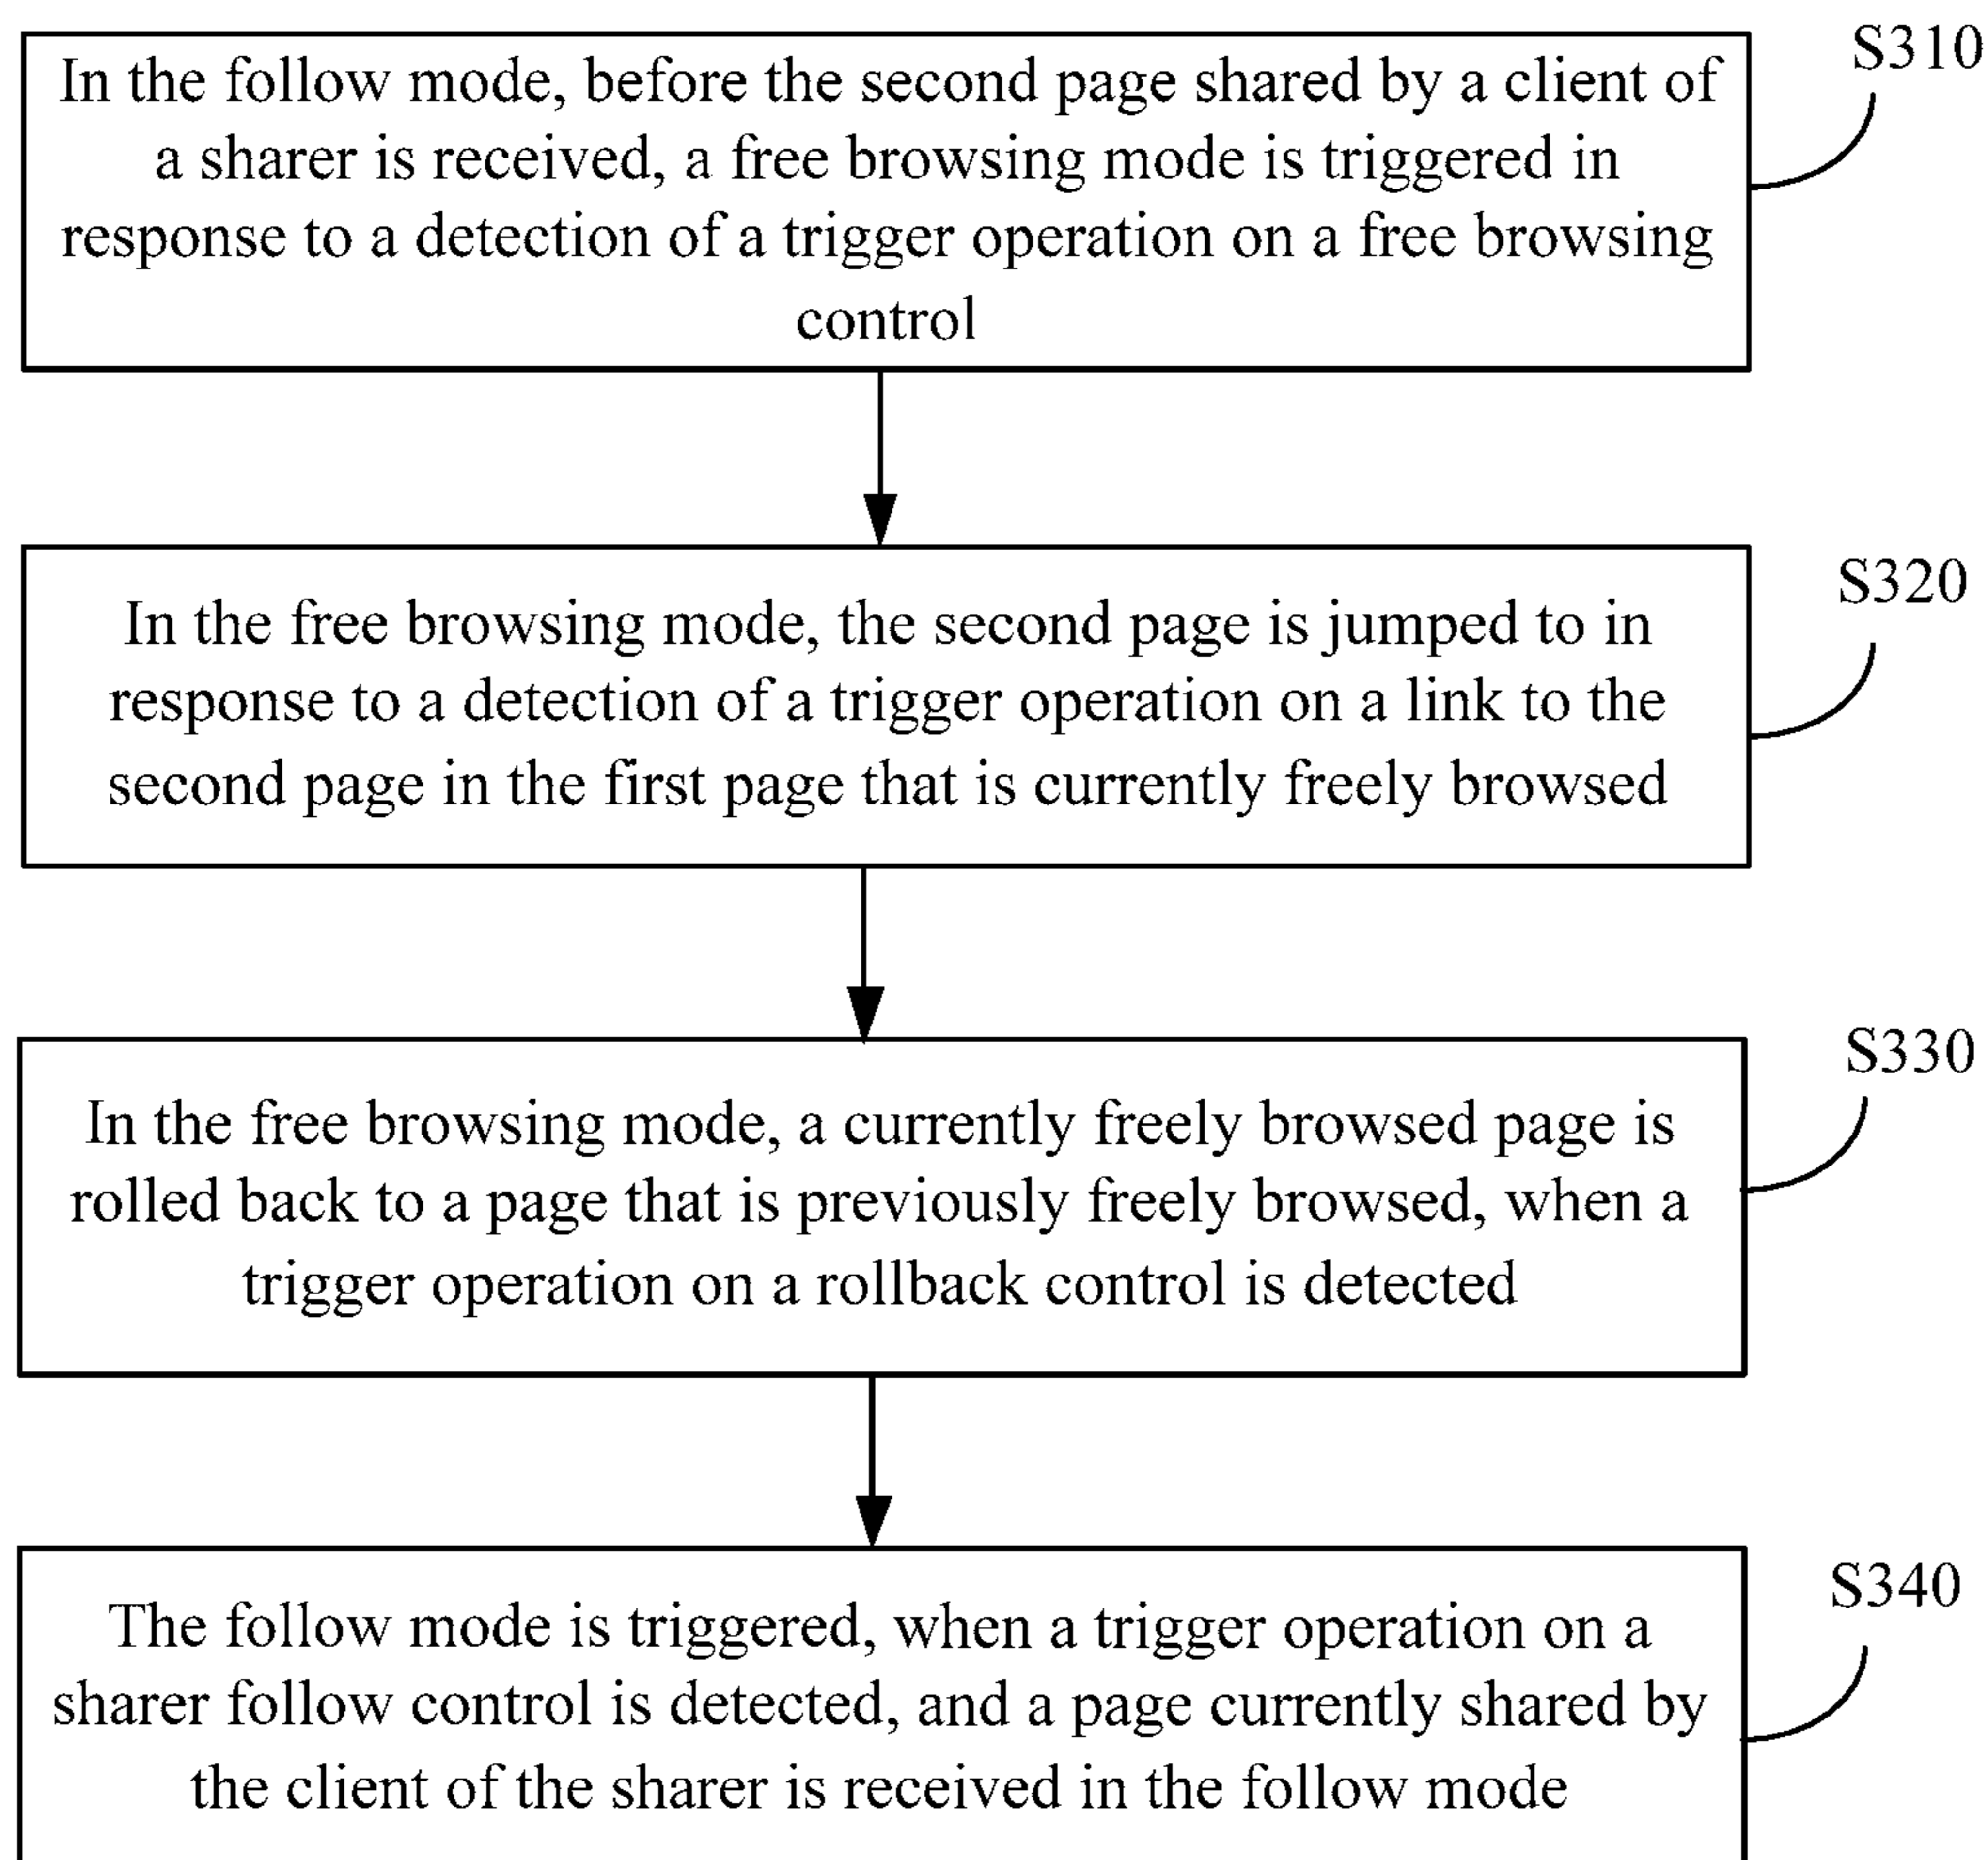 S310
In the follow mode, before the second page shared by a client of
a sharer is received, a free browsing mode is triggered in
response to a detection of a trigger operation on a free browsing
control
S320
In the free browsing mode, the second page is jumped to in
response to a detection of a trigger operation on a link to the
second page in the first page that is currently freely browsed
S330
In the free browsing mode, a currently freely browsed page is
rolled back to a page that is previously freely browsed, when a
trigger operation on a rollback control is detected
S340
The follow mode is triggered, when a trigger operation on a
sharer follow control is detected, and a page currently shared by
the client of the sharer is received in the follow mode